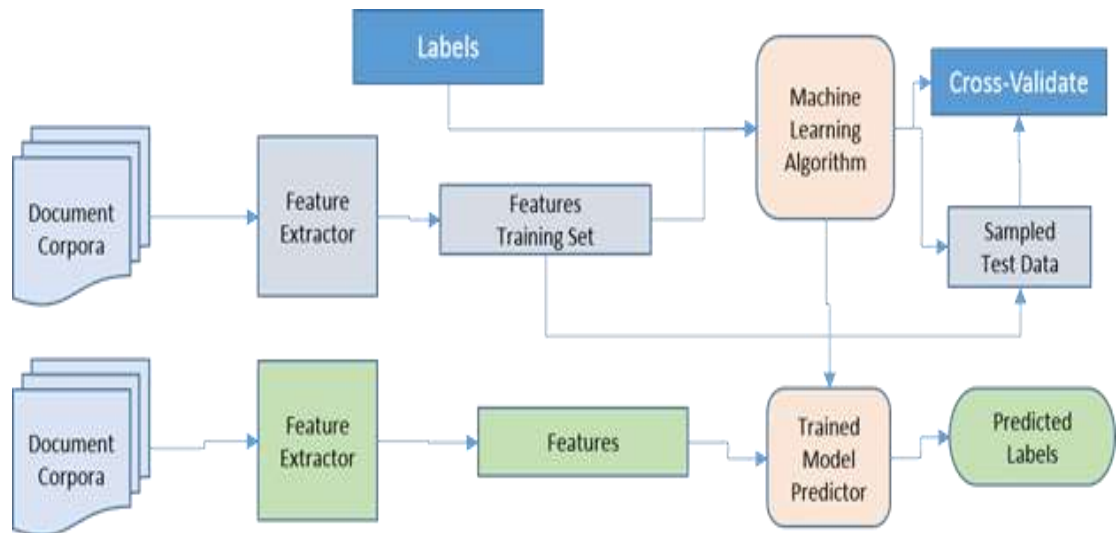 Labels
Machine
Learning
Algorithm
Cross-Validate
Document
Corpora
Feature
Extractor
Features
Training Set
Sampled
Test Data
Document
Corpora
Feature
Extractor
Features
Trained
Model
Predictor
Predicted
Labels